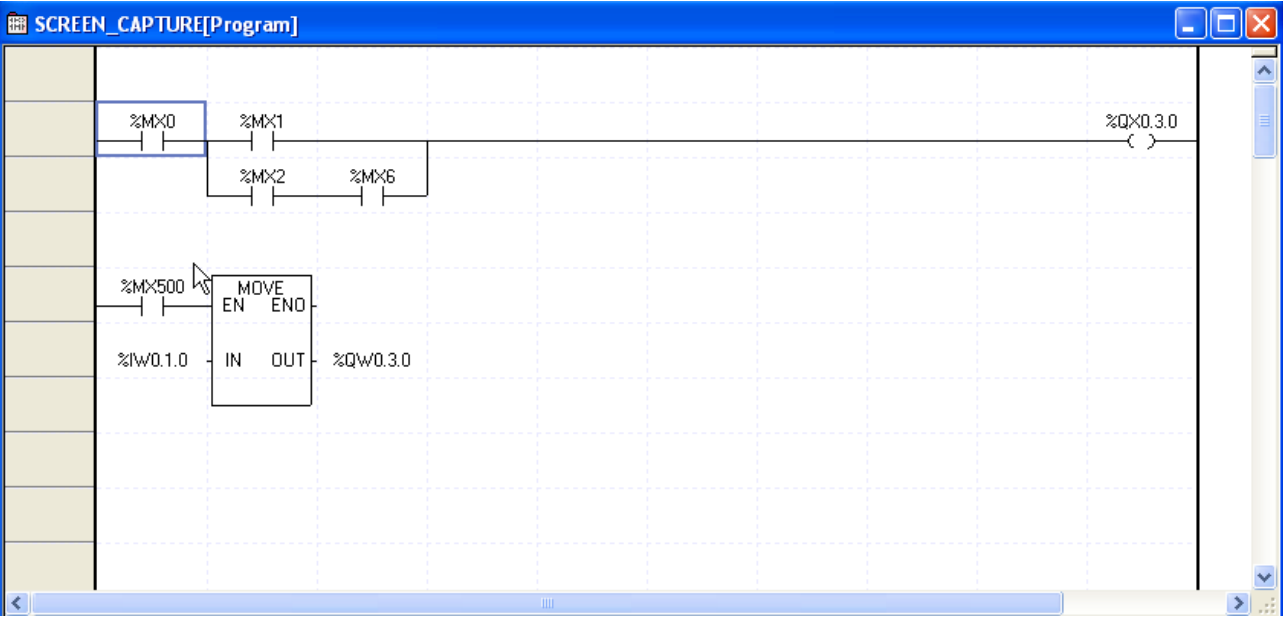 SCREEN_CAPTURE[Program]
%MX0 %MX1 %QX0.3.0
%MX2 %MX6
%MX500 MOVE
EN ENO
%IW0.1.0 IN OUT %QW0.3.0